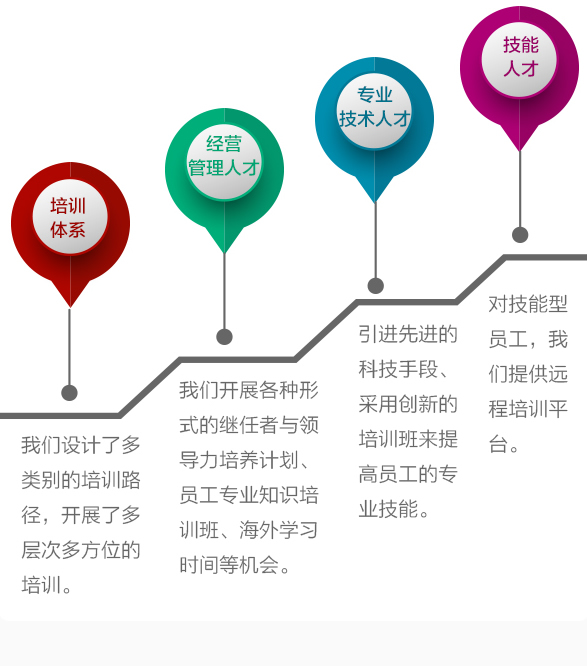 培训
体系
我们设计了多
类别的培训路
径，开展了多
层次多方位的
培训。
经营
管理人才
我们开展各种形
式的继任者与领
导力培养计划、
员工专业知识培
训班、海外学习
时间等机会。
专业
技术人才
引进先进的
科技手段、
采用创新的
培训班来提
高员工的专
业技能。
技能
人才
对技能型
员工，我
们提供远
程培训平
台。